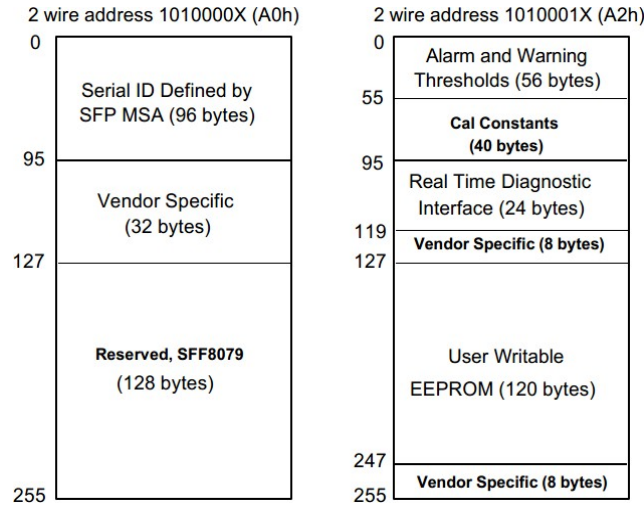 2 wire address 1010000X (A0h)
0
Serial ID Defined by
SFP MSA (96 bytes)
95
Vendor Specific
(32 bytes)
127
Reserved, SFF8079
(128 bytes)
255
2 wire address 1010001X (A2h)
0
Alarm and Warning
Thresholds (56 bytes)
55
Cal Constants
(40 bytes)
95
Real Time Diagnostic
Interface (24 bytes)
119
Vendor Specific (8 bytes)
127
User Writable
EEPROM (120 bytes)
247
Vendor Specific (8 bytes)
255